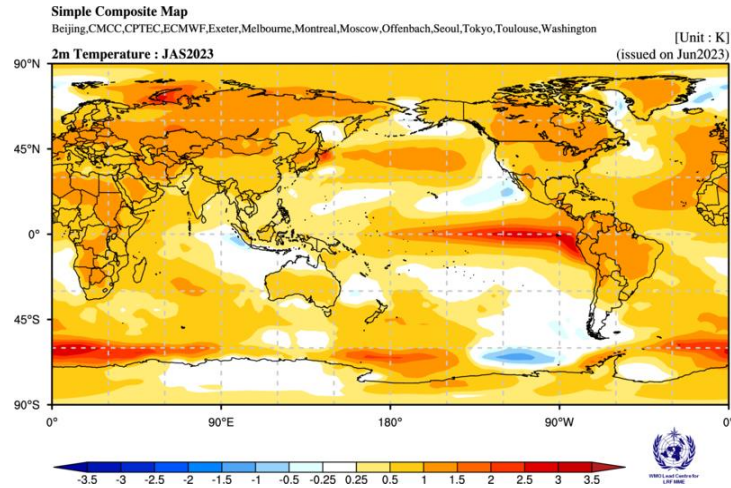 Simple Composite Map
Beijing,CMCC,CPTEC,ECMWF,Exeter,Melbourne,Montreal,Moscow,Offenbach,Seoul,Tokyo,Toulouse,Washington
[Unit : K]
2m Temperature : JAS2023
(issued on Jun2023)
90°N
45°N
0°
45°S
90°S
0° 90°E 180° 90°W 0°
-3.5 -3 -2.5 -2 -1.5 -1 -0.5 -0.25 0.25 0.5 1 1.5 2 2.5 3 3.5
WMO Lead Centre for
LRF MME